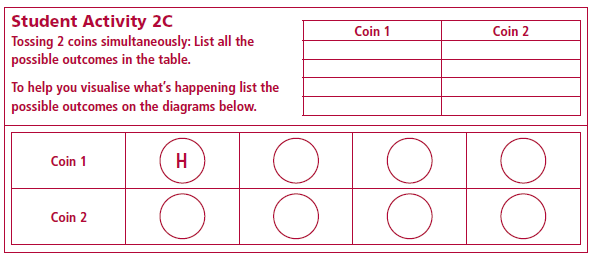 Student Activity 2C
Tossing 2 coins simultaneously: List all the
possible outcomes in the table.
To help you visualise what's happening list the
possible outcomes on the diagrams below.
Coin 1 Coin 2
Coin 1 H
Coin 2